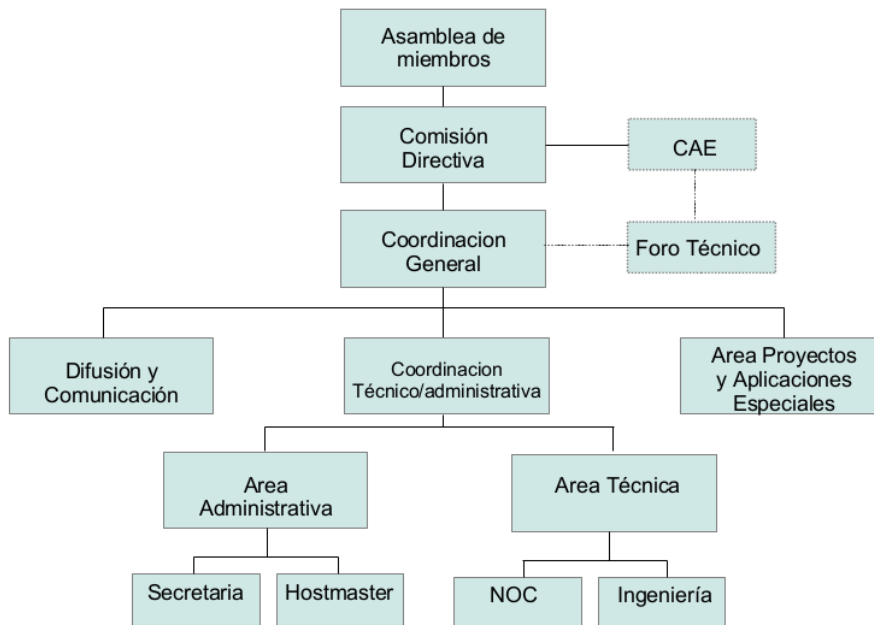 Asamblea de
miembros
Comisión
Directiva
CAE
Coordinacion
General
Foro Técnico
Difusión y
Comunicación
Coordinacion
Técnico/administrativa
Area Proyectos
y Aplicaciones
Especiales
Area
Administrativa
Area Técnica
Secretaria
Hostmaster
NOC
Ingeniería